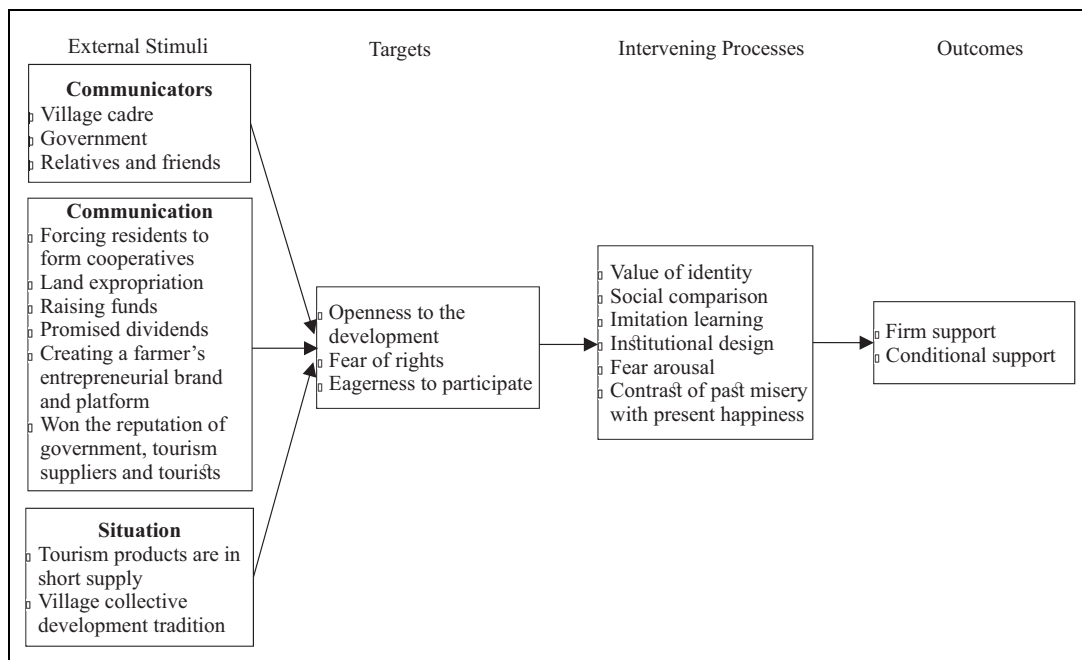 External Stimuli
Targets
Intervening Processes
Outcomes
Communicators
Village cadre
Government
Relatives and friends
Communication
Forcing residents to
form cooperatives
Land expropriation
Raising funds
Promised dividends
Creating a farmer's
entrepreneurial brand
and platform
Won the reputation of
government, tourism
suppliers and tourists
Situation
Tourism products are in
short supply
Village collective
development tradition
Openness to the
development
Fear of rights
Eagerness to participate
Value of identity
Social comparison
Imitation learning
Institutional design
Fear arousal
Contrast of past misery
with present happiness
Firm support
Conditional support